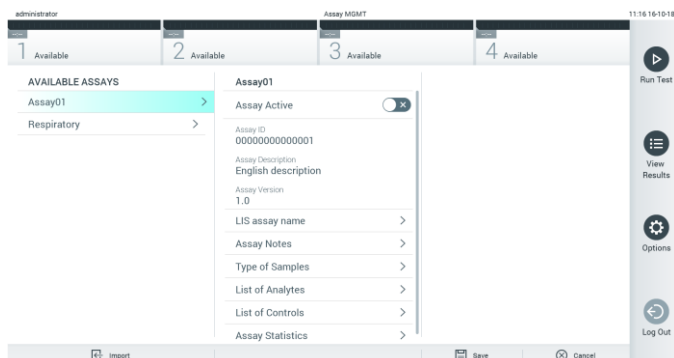 administrator
Assay MGMT
11:16 16-10-18
1 Available
2 Available
3 Available
4 Available
Run Test
View
Results
Options
Log Out
AVAILABLE ASSAYS
Assay01
Respiratory
Assay01
Assay Active
Assay ID
00000000000001
Assay Description
English description
Assay Version
1.0
LIS assay name
Assay Notes
Type of Samples
List of Analytes
List of Controls
Assay Statistics
Import
Save
Cancel